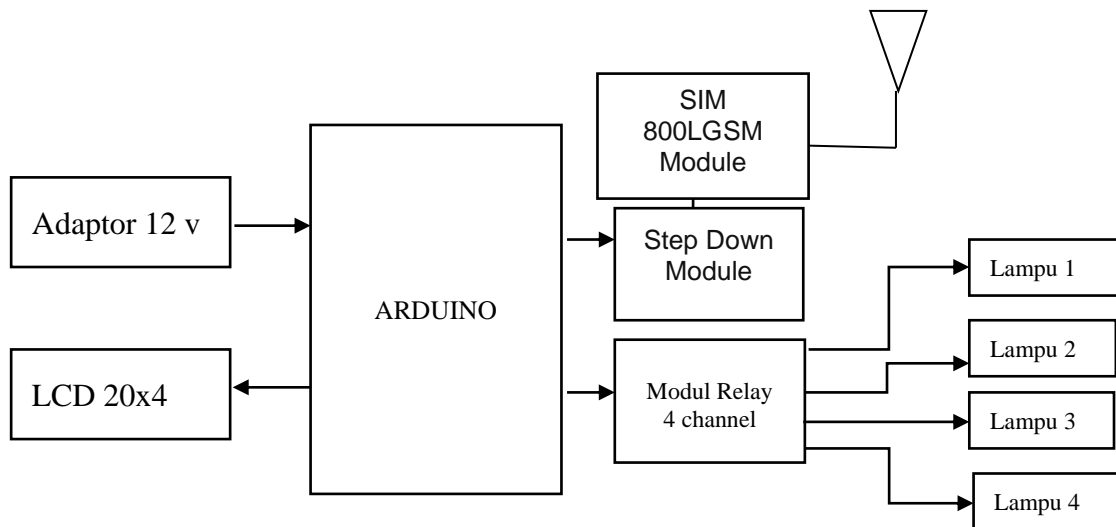 SIM
800LGSM
Module
Adaptor 12 v
Step Down
Module
ARDUINO
Lampu 1
Lampu 2
LCD 20x4
Modul Relay
4 channel
Lampu 3
Lampu 4